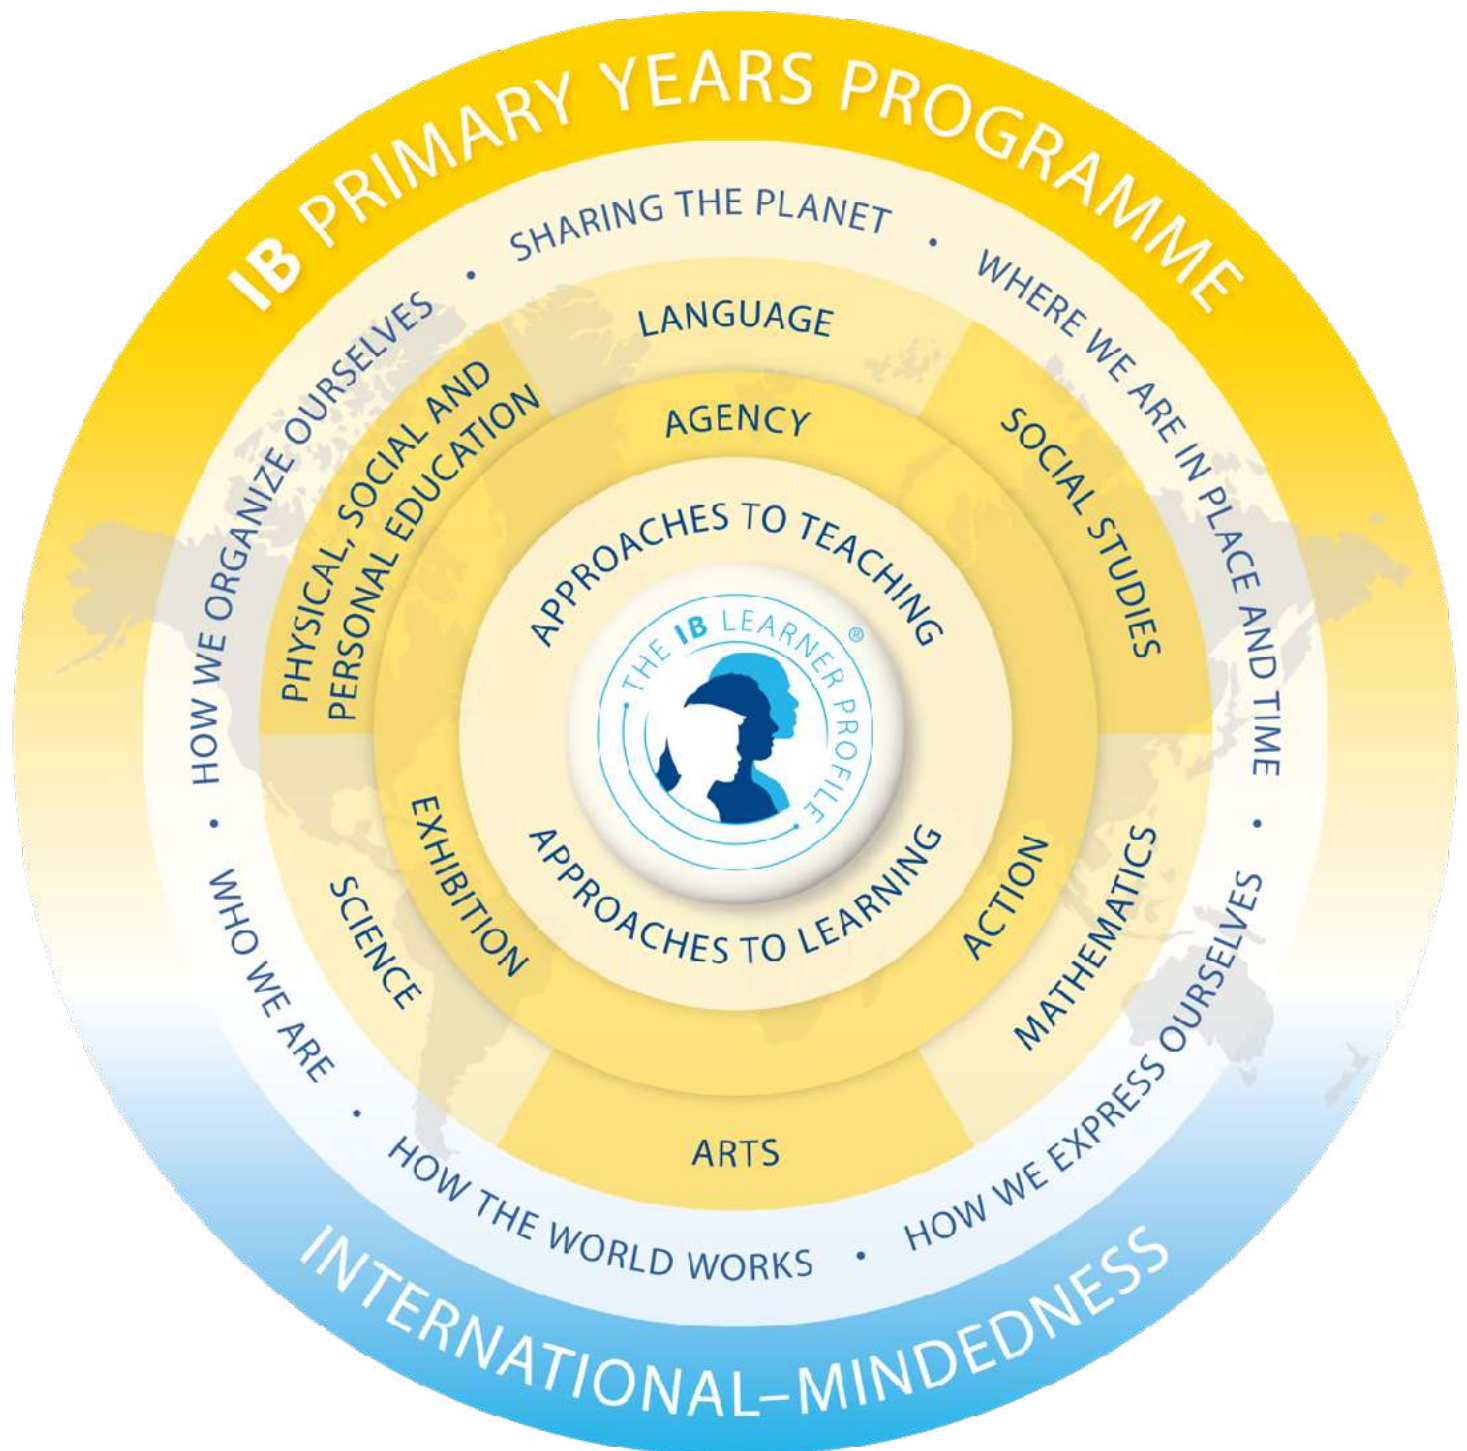 IB PRIMARY YEARS PROGRAMME
SHARING THE PLANET
•
WHERE WE ARE IN PLACE AND TIME
•
HOW WE EXPRESS OURSELVES
•
HOW THE WORLD WORKS
•
WHO WE ARE
•
HOW WE ORGANIZE OURSELVES
•
LANGUAGE
SOCIAL STUDIES
MATHEMATICS
ARTS
SCIENCE
PHYSICAL, SOCIAL AND
PERSONAL EDUCATION
AGENCY
ACTION
EXHIBITION
APPROACHES TO TEACHING
APPROACHES TO LEARNING
THE IB LEARNER PROFILE®
INTERNATIONAL–MINDEDNESS